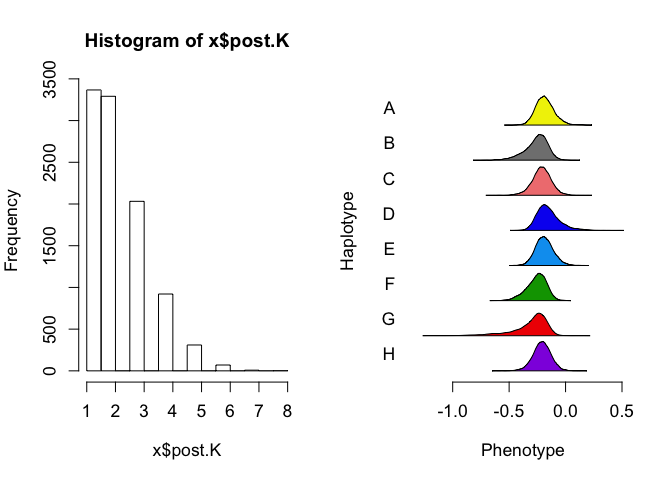 Histogram of x$post.K
Frequency
0
500
1500
2500
3500
1 2 3 4 5 6 7 8
x$post.K
Haplotype
A
B
C
D
E
F
G
H
-1.0 -0.5 0.0 0.5
Phenotype